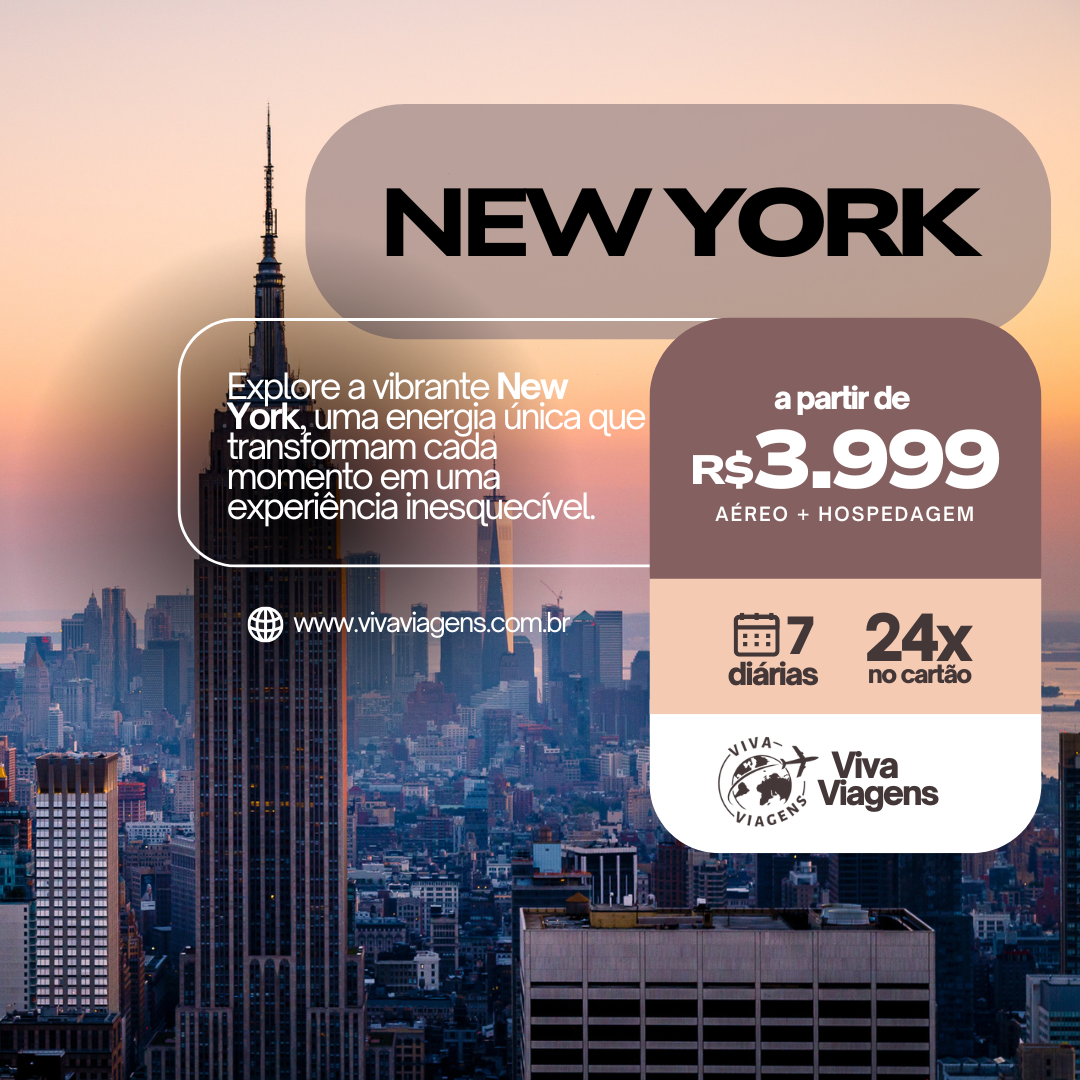 NEW YORK
Explore a vibrante New
York, uma energia única que
transformam cada
momento em uma
experiência inesquecível.
www.vivaviagens.com.br
a partir de
R$3.999
AÉREO + HOSPEDAGEM
7
diárias
24x
no cartão
VIVA
VIAGENS
Viva
Viagens